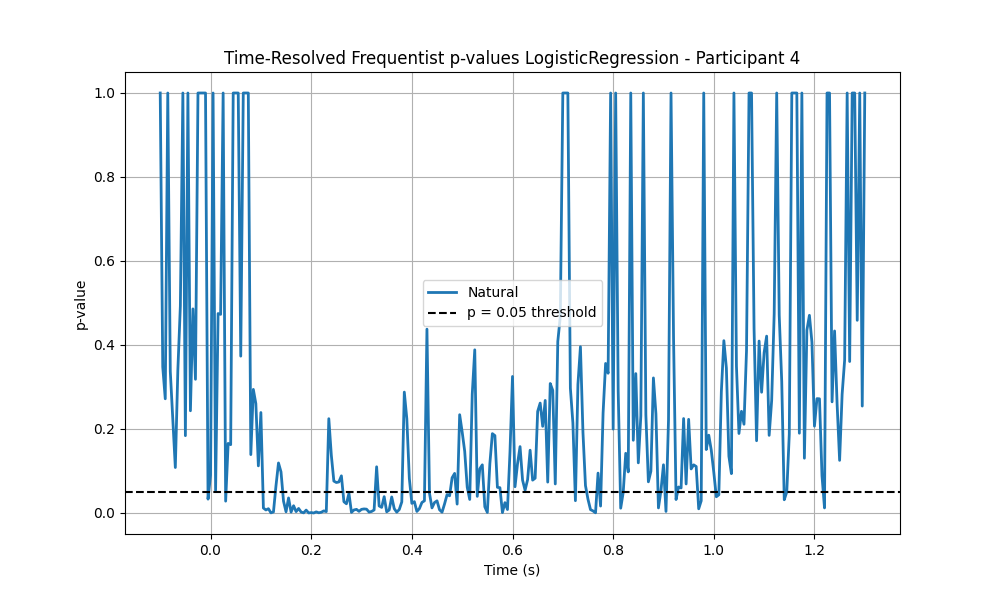 Time-Resolved Frequentist p-values LogisticRegression - Participant 4
1.0
0.8
0.6
0.4
0.2
0.0
p-value
Natural
p = 0.05 threshold
0.0 0.2 0.4 0.6 0.8 1.0 1.2
Time (s)